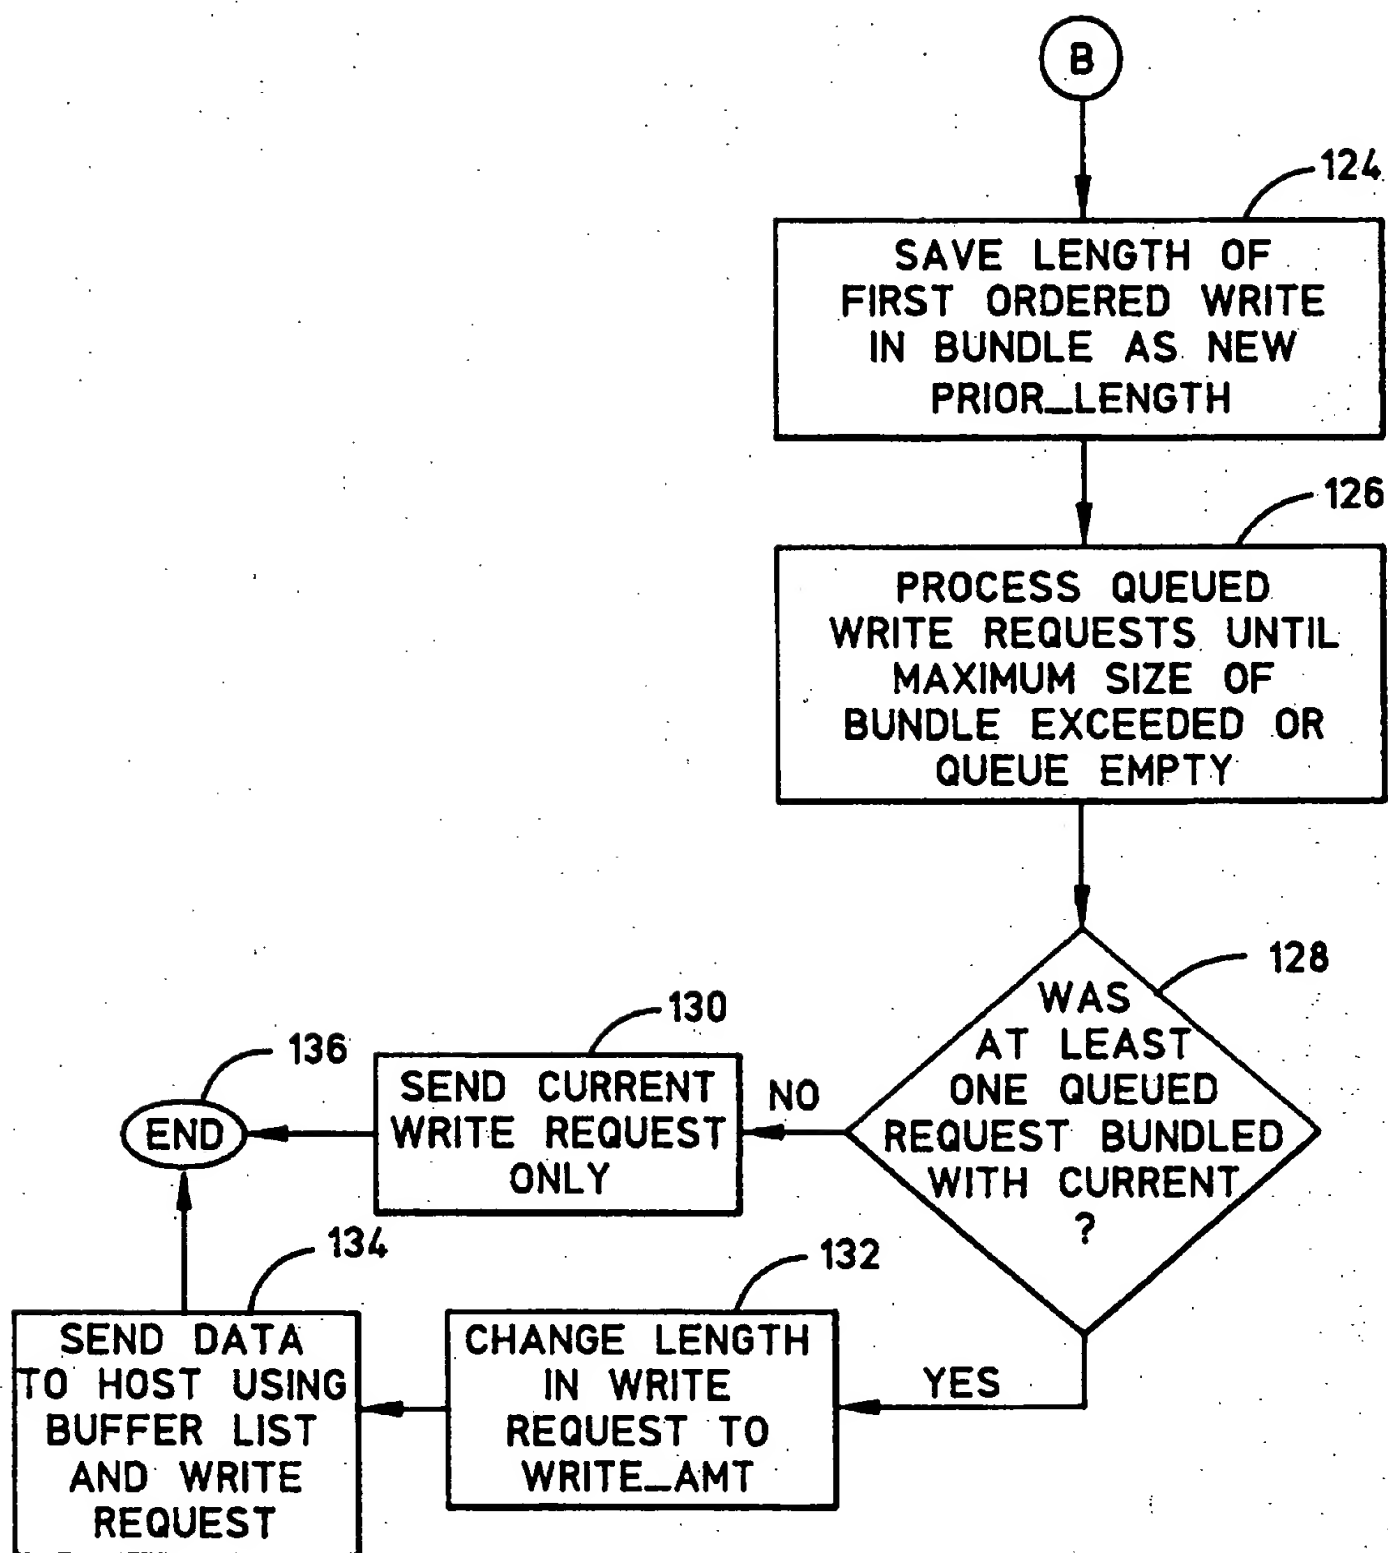 B
124
SAVE LENGTH OF
FIRST ORDERED WRITE
IN BUNDLE AS NEW
PRIOR_LENGTH
126
PROCESS QUEUED
WRITE REQUESTS UNTIL
MAXIMUM SIZE OF
BUNDLE EXCEEDED OR
QUEUE EMPTY
128
WAS
AT LEAST
ONE QUEUED
REQUEST BUNDLED
WITH CURRENT
?
NO
130
SEND CURRENT
WRITE REQUEST
ONLY
136
END
YES
132
CHANGE LENGTH
IN WRITE
REQUEST TO
WRITE_AMT
134
SEND DATA
TO HOST USING
BUFFER LIST
AND WRITE
REQUEST